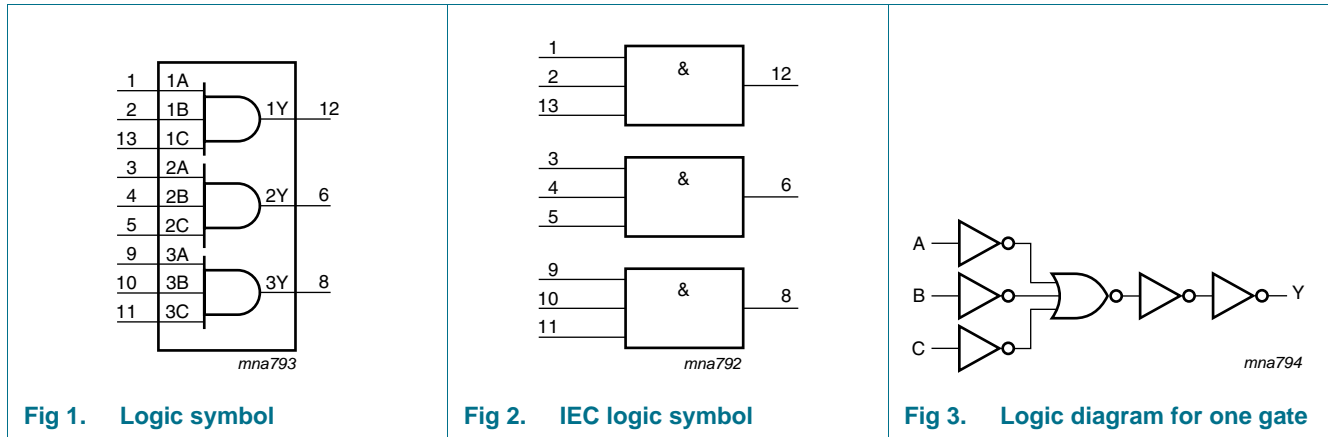 1 1A
2 1B 1Y 12
13 1C
3 2A
4 2B 2Y 6
5 2C
9 3A
10 3B 3Y 8
11 3C
mna793
Fig 1. Logic symbol
1
2 & 12
13
3
4 & 6
5
9
10 & 8
11
mna792
Fig 2. IEC logic symbol
A
B Y
C
mna794
Fig 3. Logic diagram for one gate